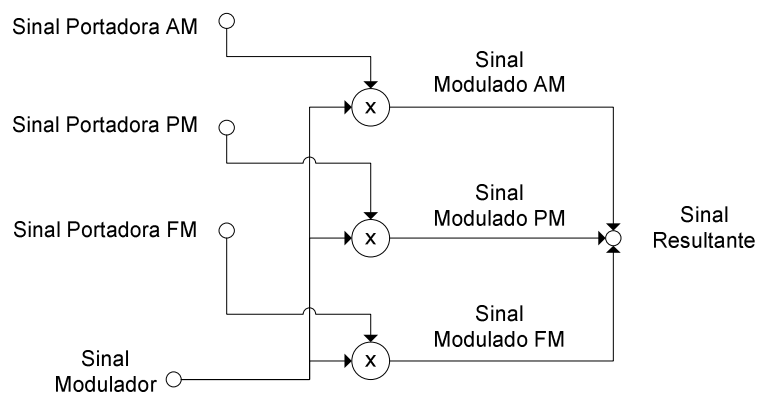 Sinal Portadora AM
Sinal
Modulado AM
x
Sinal Portadora PM
Sinal
Modulado PM
x
Sinal
Resultante
Sinal Portadora FM
Sinal
Modulado FM
x
Sinal
Modulador